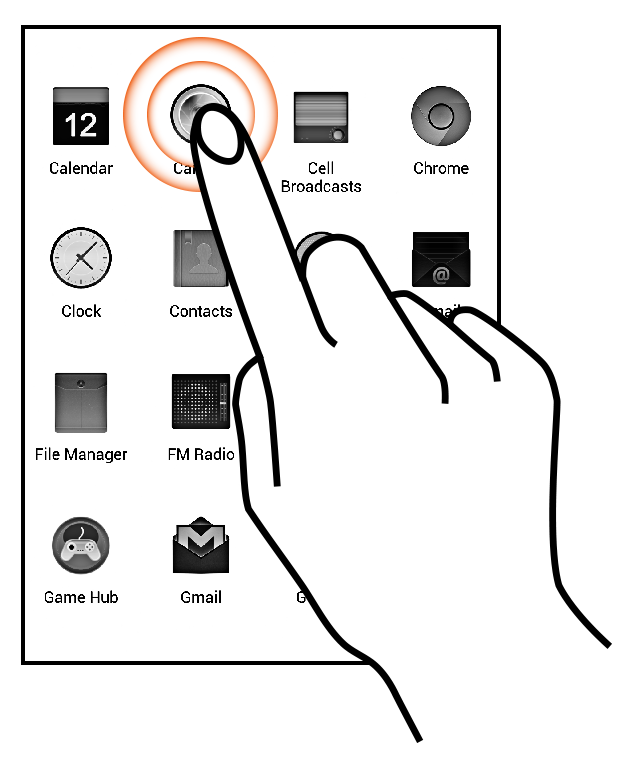 12
Calendar
Cell
Broadcasts
Chrome
Clock
Contacts
File Manager
FM Radio
Game Hub
Gmail